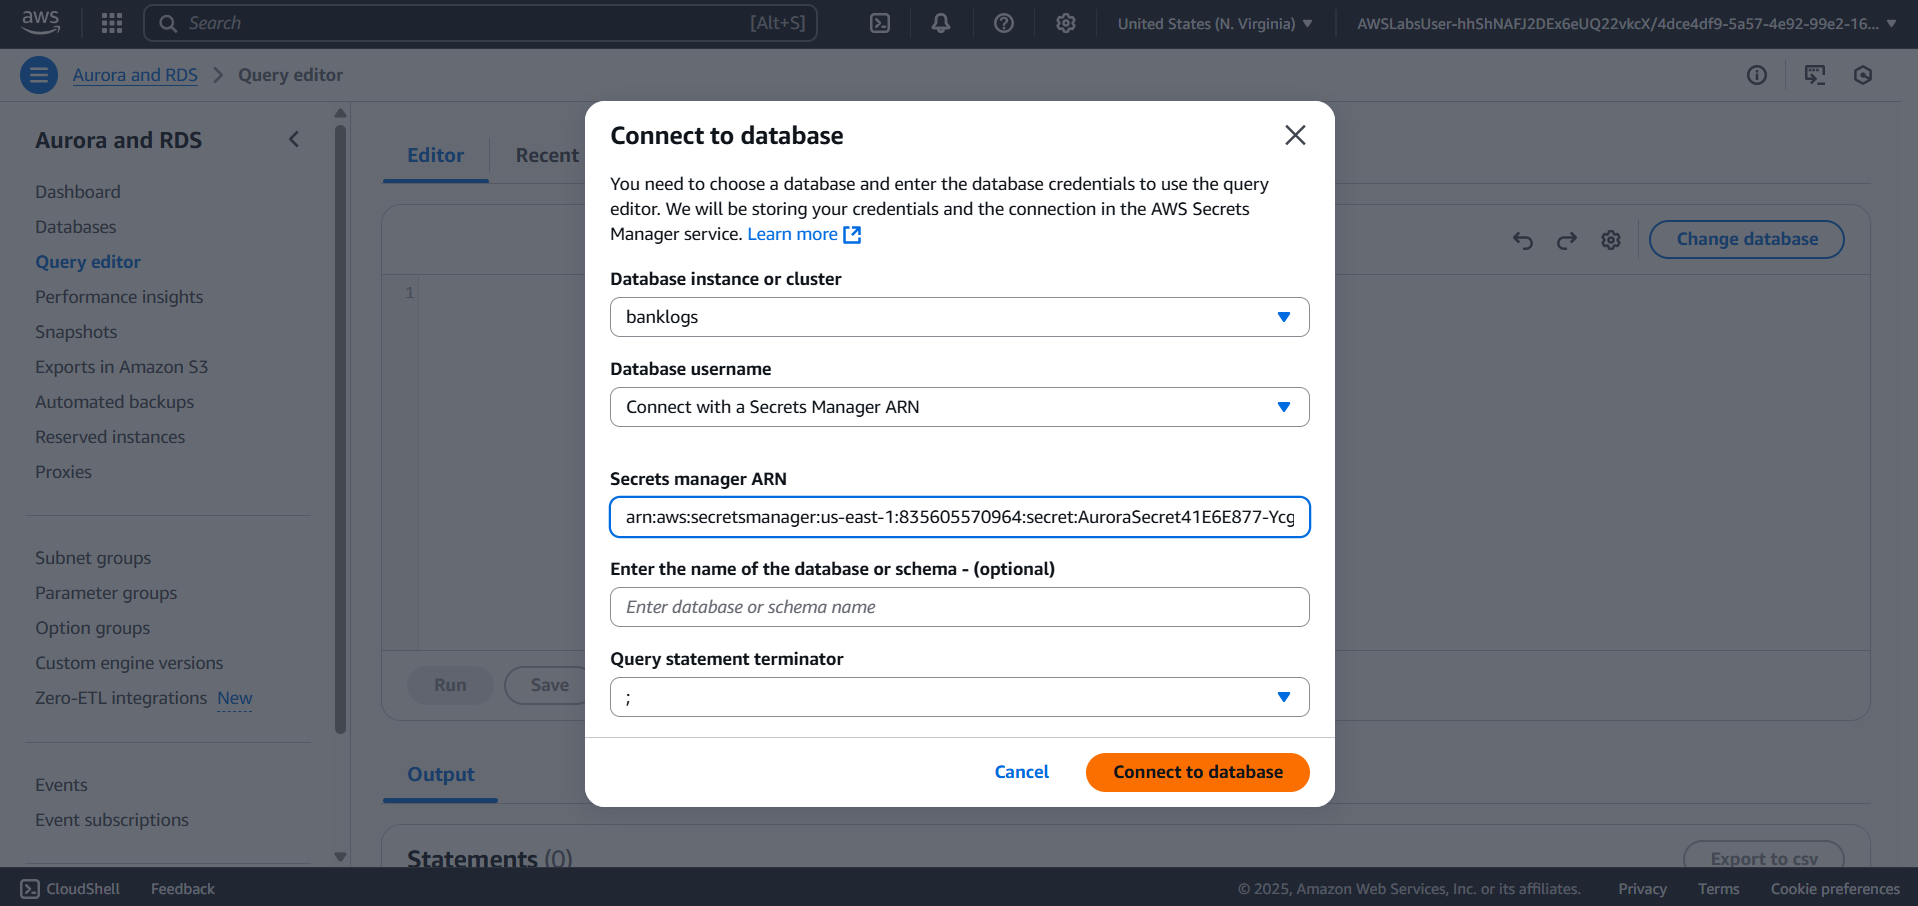 aws
Search
[Alt+S]
United States (N. Virginia)
AWSLabsUser-hhShNAFJ2DEx6eUQ22vkcX/4dce4df9-5a57-4e92-99e2-16...
Aurora and RDS
Query editor
Aurora and RDS
Dashboard
Databases
Query editor
Performance insights
Snapshots
Exports in Amazon S3
Automated backups
Reserved instances
Proxies
Subnet groups
Parameter groups
Option groups
Custom engine versions
Zero-ETL integrations New
Events
Event subscriptions
Editor
Recent
Change database
1
Run
Save
Output
Statements (0)
Export to csv
Connect to database
You need to choose a database and enter the database credentials to use the query
editor. We will be storing your credentials and the connection in the AWS Secrets
Manager service. Learn more
Database instance or cluster
banklogs
Database username
Connect with a Secrets Manager ARN
Secrets manager ARN
arn:aws:secretsmanager:us-east-1:835605570964:secret:AuroraSecret41E6E877-Ycg
Enter the name of the database or schema - (optional)
Enter database or schema name
Query statement terminator
;
Cancel
Connect to database
CloudShell
Feedback
© 2025, Amazon Web Services, Inc. or its affiliates.
Privacy
Terms
Cookie preferences